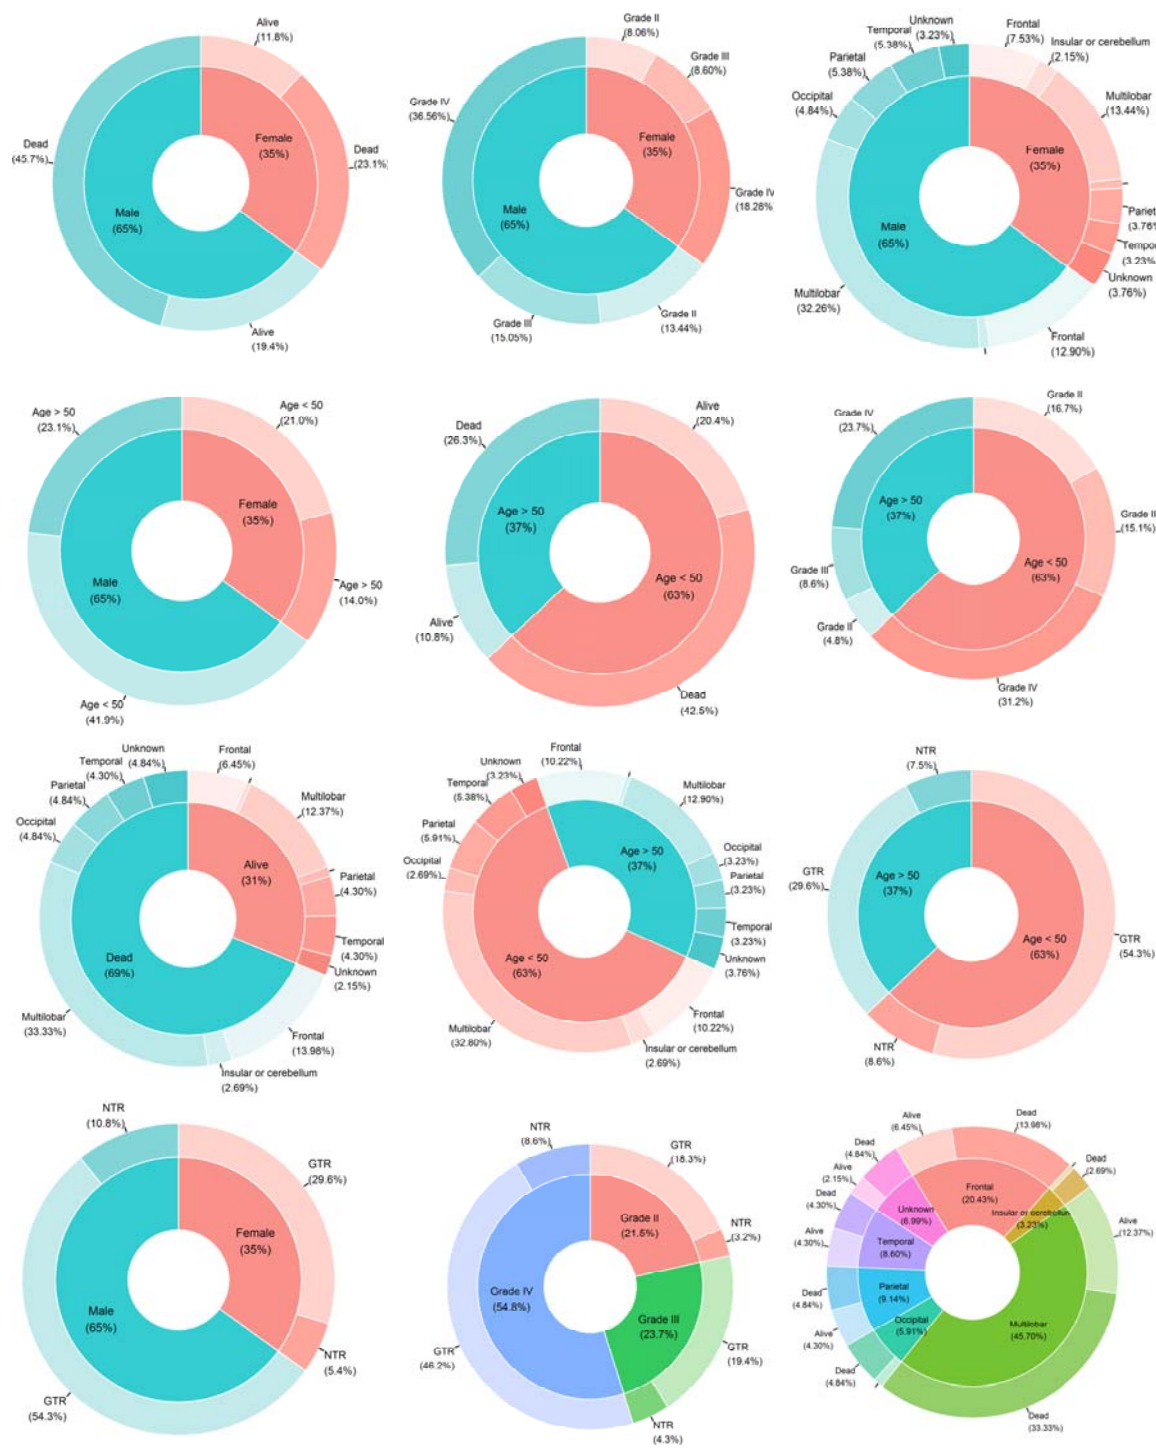 Alive
(11.8%)
Female
(35%)
Dead
(23.1%)
Dead
(45.7%)
Male
(65%)
Alive
(19.4%)
Grade II
(8.06%)
Grade III
(8.60%)
Grade IV
(36.56%)
Female
(35%)
Grade IV
(18.28%
Male
(65%)
Grade III
(15.05%)
Grade II
(13.44%)
Unknown
(3.23%)
Frontal
(7.53%)
Temporal
(5.38%)
Insular or cerebellum
(2.15%)
Parietal
(5.38%)
Multilobar
(13.44%)
Occipital
(4.84%)
Female
(35%)
Pariet
(3.76%
Male
(65%)
Tempor
(3.23%
Unknown
(3.76%)
Multilobar
(32.26%)
Frontal
(12.90%)
Age > 50
(23.1%)
Age < 50
(21.0%)
Female
(35%)
Male
(65%)
Age > 50
(14.0%)
Age < 50
(41.9%)
Dead
(26.3%)
Alive
(20.4%)
Age > 50
(37%)
Age < 50
(63%)
Alive
(10.8%)
Dead
(42.5%)
Grade IV
(23.7%)
Grade II
(16.7%)
Age > 50
(37%)
Grade II
(15.1%)
Grade III
(8.6%)
Age < 50
(63%)
Grade II
(4.8%)
Grade IV
(31.2%)
Unknown
(4.84%)
Frontal
(6.45%)
Temporal
(4.30%)
Parietal
(4.84%)
Multilobar
(12.37%)
Occipital
(4.84%)
Alive
(31%)
Parietal
(4.30%)
Dead
(69%)
Temporal
(4.30%)
Unknown
(2.15%)
Multilobar
(33.33%)
Frontal
(13.98%)
Insular or cerebellum
(2.69%)
Frontal
(10.22%)
Unknown
(3.23%)
Temporal
(5.38%)
Multilobar
(12.90%)
Parietal
(5.91%)
Age > 50
(37%)
Occipital
(3.23%)
Occipital
(2.69%)
Parietal
(3.23%)
Temporal
(3.23%)
Age < 50
(63%)
Unknown
(3.76%)
Multilobar
(32.80%)
Frontal
(10.22%)
Insular or cerebellum
(2.69%)
NTR
(7.5%)
GTR
(29.6%)
Age > 50
(37%)
Age < 50
(63%)
GTR
(54.3%)
NTR
(8.6%)
NTR
(10.8%)
GTR
(29.6%)
Female
(35%)
Male
(65%)
NTR
(5.4%)
GTR
(54.3%)
NTR
(8.6%)
GTR
(18.3%)
Grade II
(21.5%)
NTR
(3.2%)
Grade IV
(54.8%)
Grade III
(23.7%)
GTR
(46.2%)
GTR
(19.4%)
NTR
(4.3%)
Alive
(6.45%)
Dead
(13.98%)
Dead
(4.84%)
Dead
(2.69%)
Alive
(2.15%)
Frontal
(20.43%)
Dead
(4.30%)
Unknown
(6.99%)
Insular or cerebellum
(3.23%)
Alive
(12.37%)
Alive
(4.30%)
Temporal
(8.60%)
Parietal
(9.14%)
Dead
(4.84%)
Occipital
(5.91%)
Multilobar
(45.70%)
Alive
(4.30%)
Dead
(4.84%)
Dead
(33.33%)